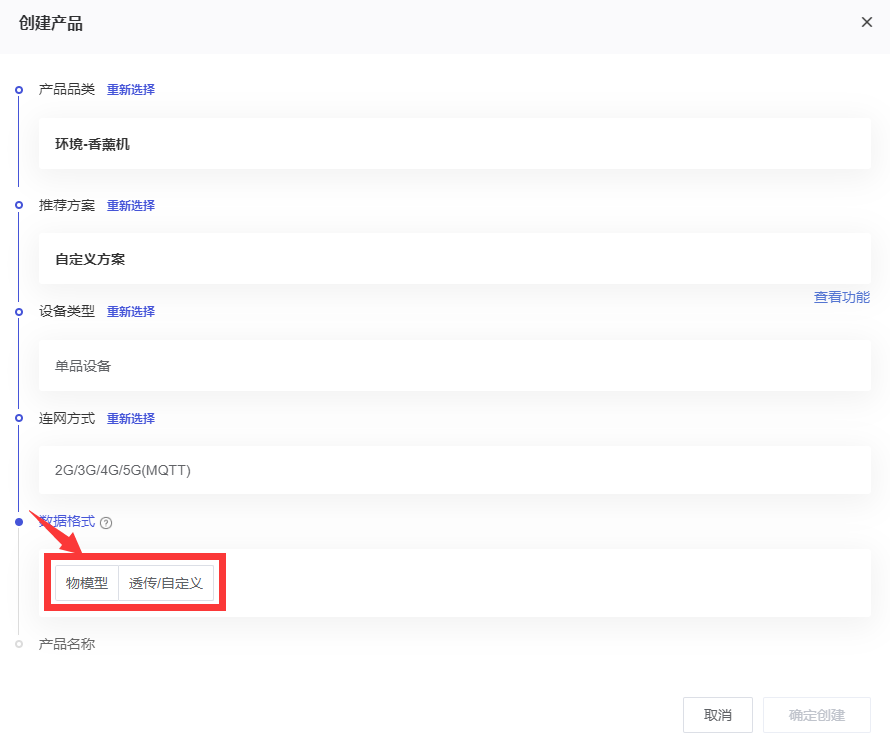 创建产品
产品品类 重新选择
环境-香薰机
推荐方案 重新选择
自定义方案
查看功能
设备类型 重新选择
单品设备
连网方式 重新选择
2G/3G/4G/5G(MQTT)
数据格式 ?
物模型 透传/自定义
产品名称
取消 确定创建